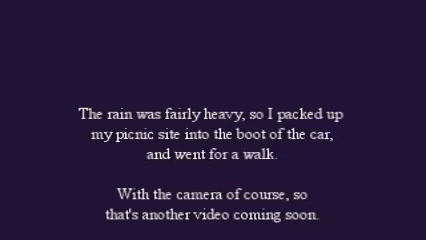 The rain was fairly heavy, so I packed up
my picnic site into the boot of the car,
and went for a walk.
With the camera of course, so
that's another video coming soon.